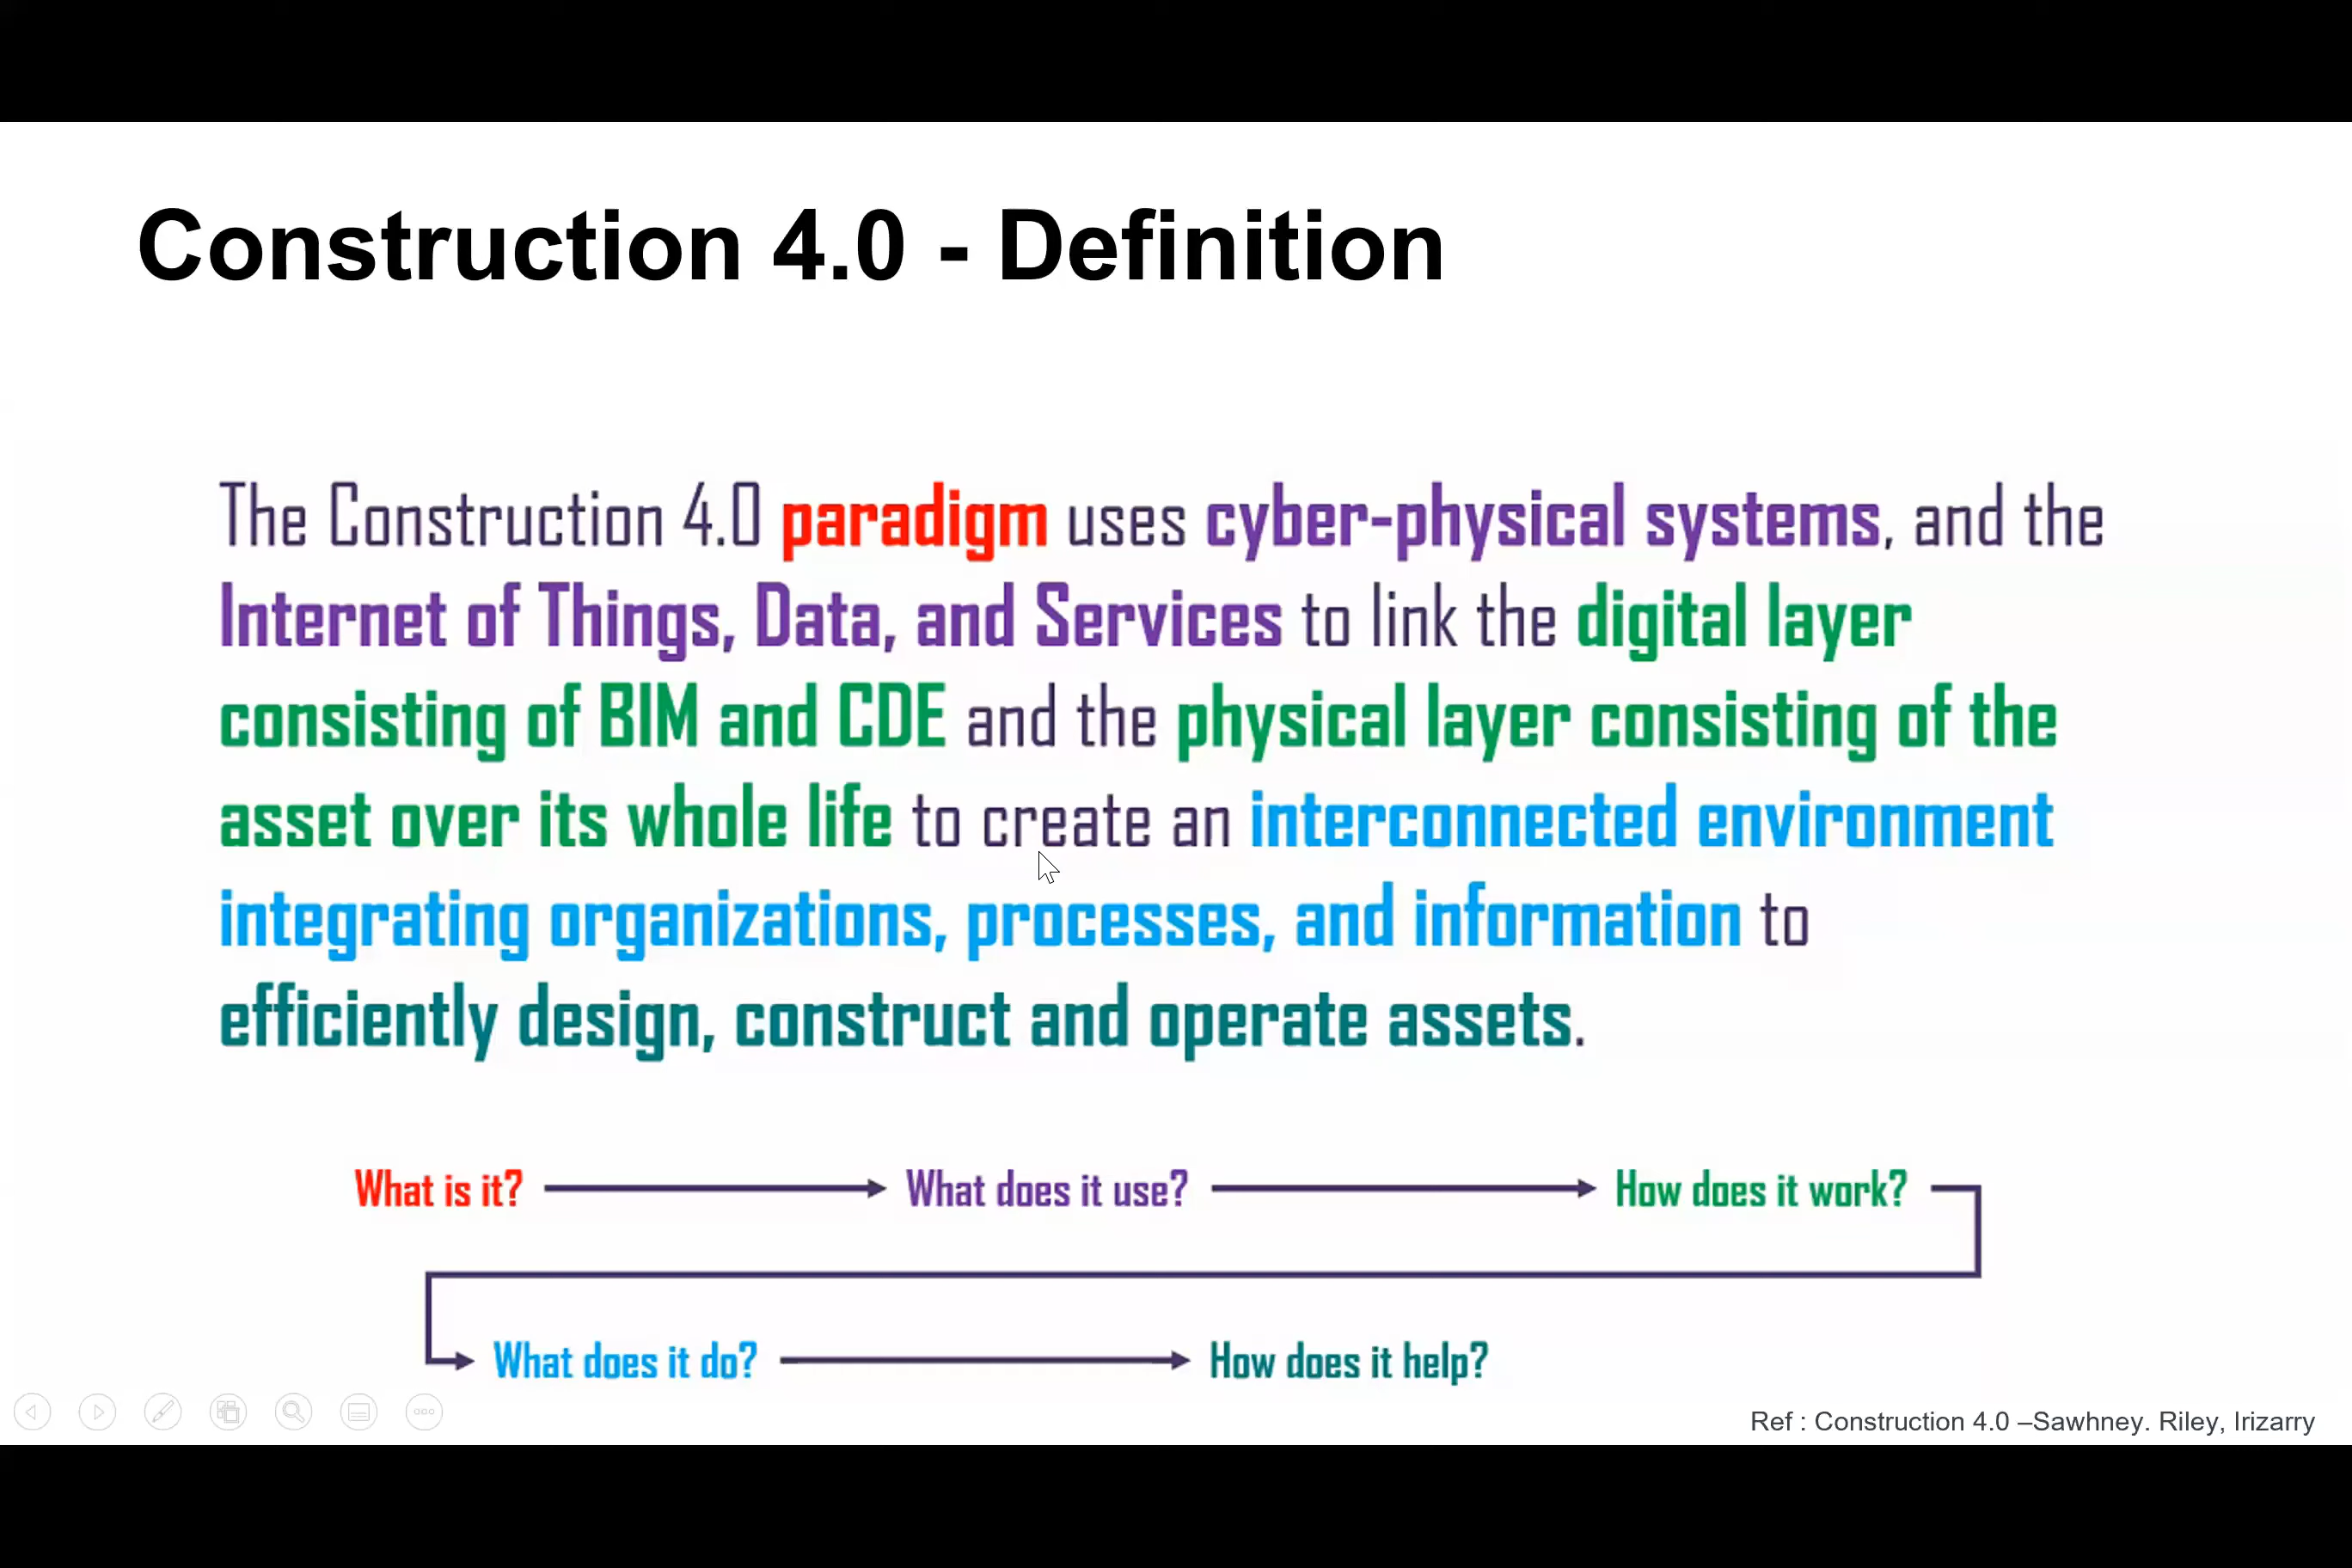 Construction 4.0 - Definition
The Construction 4.0 paradigm uses cyber-physical systems, and the
Internet of Things, Data, and Services to link the digital layer
consisting of BIM and CDE and the physical layer consisting of the
asset over its whole life to create an interconnected environment
integrating organizations, processes, and information to
efficiently design, construct and operate assets.
What is it? What does it use? How does it work?
What does it do? How does it help?
Ref : Construction 4.0 –Sawhney. Riley, Irizarry